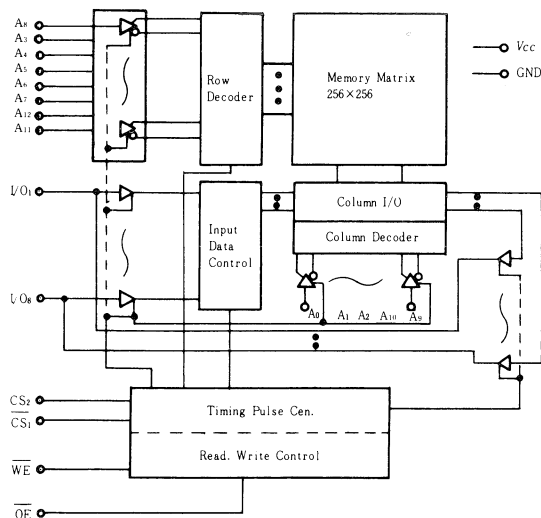 A8
A3
A4
A5
A6
A7
A12
A11
Row
Decoder
Memory Matrix
256×256
Vcc
GND
I/O1
I/O8
Input
Data
Control
Column I/O
Column Decoder
A0 A1 A2 A10 A9
CS2
CS1
WE
OE
Timing Pulse Cen.
Read. Write Control